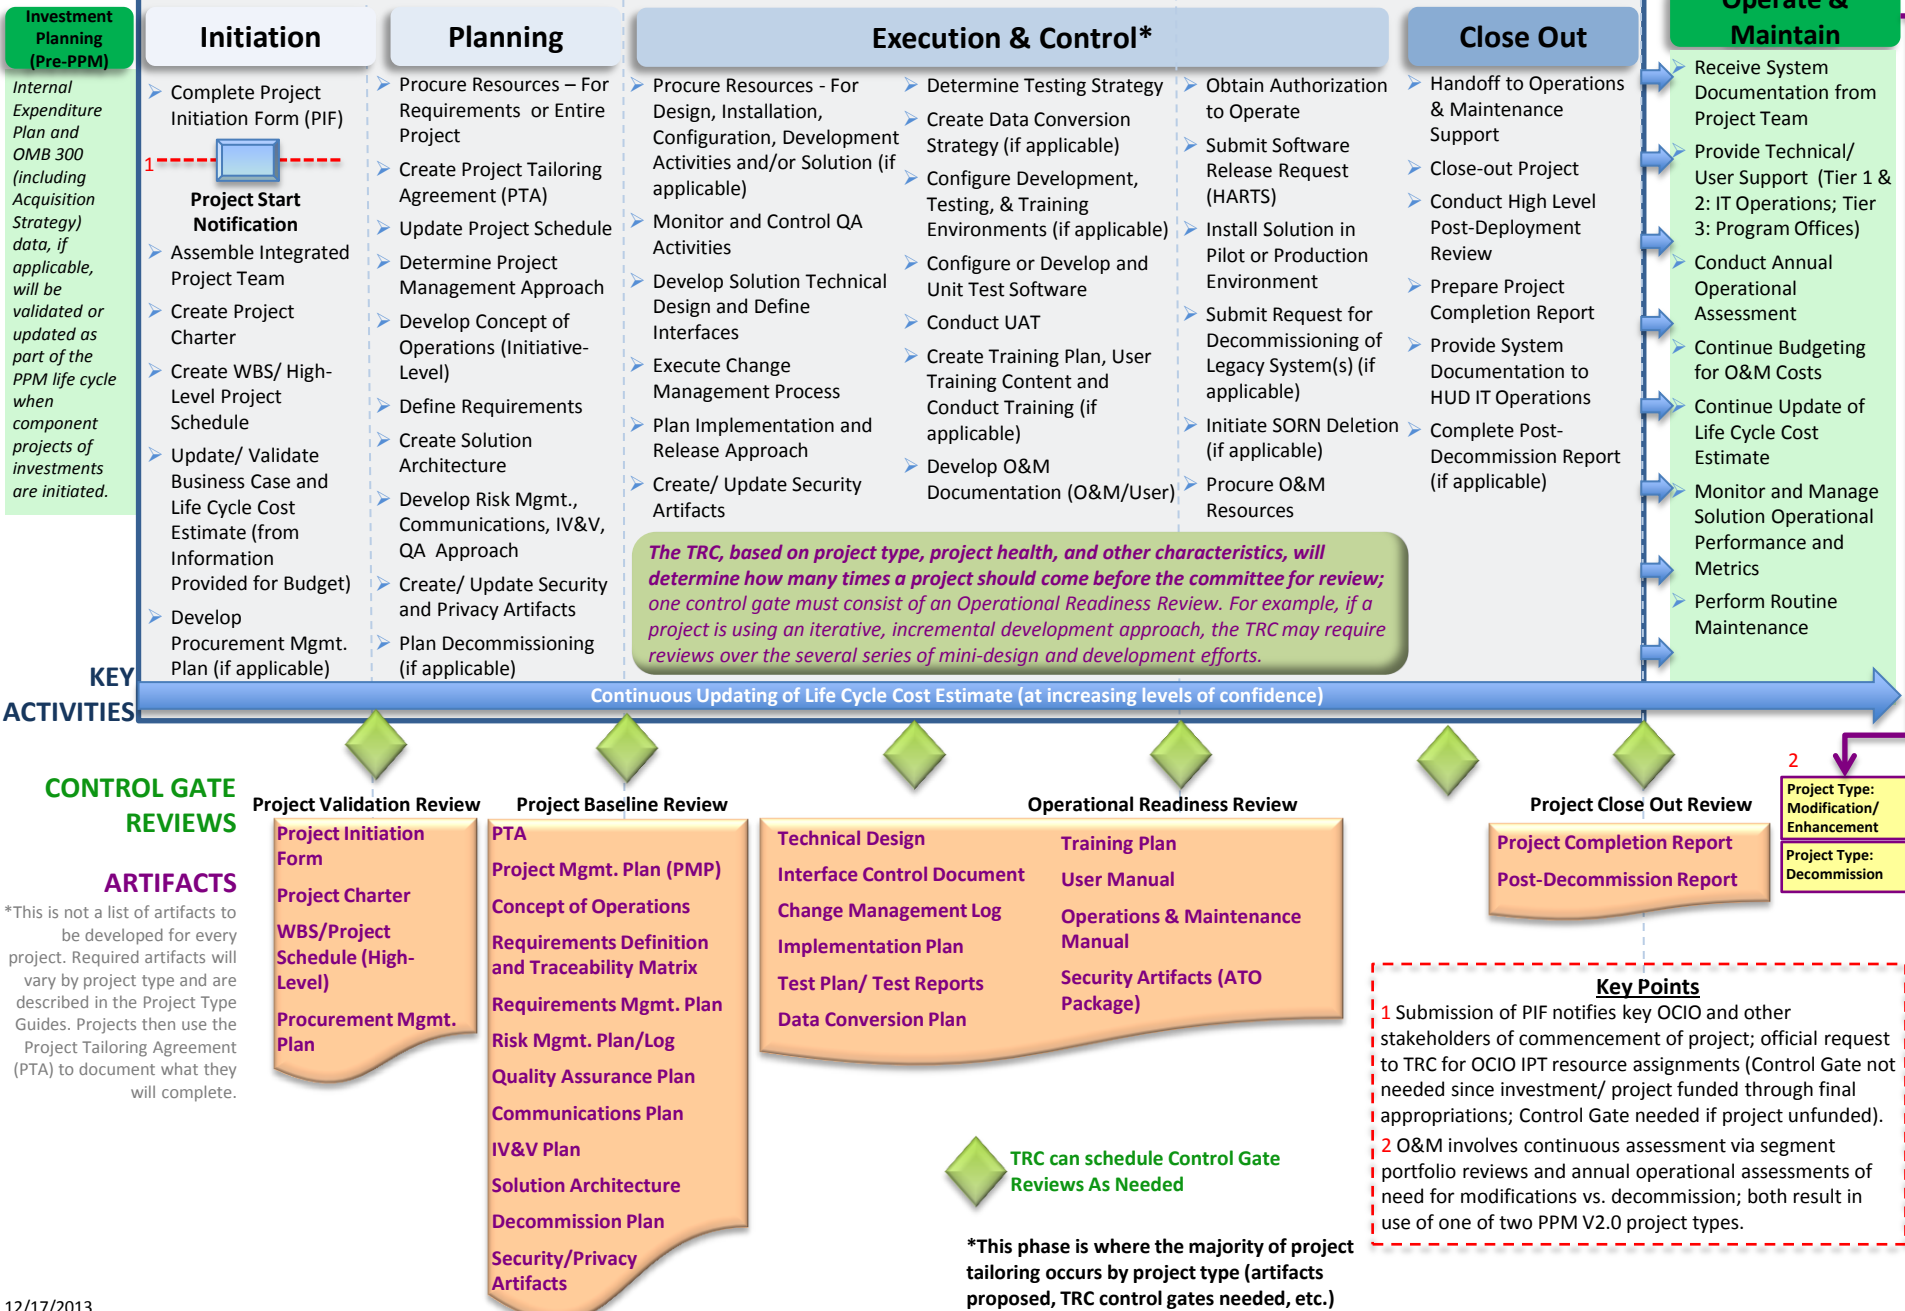 Investment
Planning
(Pre-PPM)
Internal
Expenditure
Plan and
OMB 300
(including
Acquisition
Strategy)
data, if
applicable,
will be
validated or
updated as
part of the
PPM life cycle
when
component
projects of
investments
are initiated.
Initiation
Complete Project
Initiation Form (PIF)
1
Project Start
Notification
Assemble Integrated
Project Team
Create Project
Charter
Create WBS/ High-
Level Project
Schedule
Update/ Validate
Business Case and
Life Cycle Cost
Estimate (from
Information
Provided for Budget)
Develop
Procurement Mgmt.
Plan (if applicable)
Planning
Procure Resources – For
Requirements or Entire
Project
Create Project Tailoring
Agreement (PTA)
Update Project Schedule
Determine Project
Management Approach
Develop Concept of
Operations (Initiative-
Level)
Define Requirements
Create Solution
Architecture
Develop Risk Mgmt.,
Communications, IV&V,
QA Approach
Create/ Update Security
and Privacy Artifacts
Plan Decommissioning
(if applicable)
Execution & Control*
Procure Resources - For
Design, Installation,
Configuration, Development
Activities and/or Solution (if
applicable)
Monitor and Control QA
Activities
Develop Solution Technical
Design and Define
Interfaces
Execute Change
Management Process
Plan Implementation and
Release Approach
Create/ Update Security
Artifacts
Determine Testing Strategy
Create Data Conversion
Strategy (if applicable)
Configure Development,
Testing, & Training
Environments (if applicable)
Configure or Develop and
Unit Test Software
Conduct UAT
Create Training Plan, User
Training Content and
Conduct Training (if
applicable)
Develop O&M
Documentation (O&M/User)
Obtain Authorization
to Operate
Submit Software
Release Request
(HARTS)
Install Solution in
Pilot or Production
Environment
Submit Request for
Decommissioning of
Legacy System(s) (if
applicable)
Initiate SORN Deletion
(if applicable)
Procure O&M
Resources
The TRC, based on project type, project health, and other characteristics, will
determine how many times a project should come before the committee for review;
one control gate must consist of an Operational Readiness Review. For example, if a
project is using an iterative, incremental development approach, the TRC may require
reviews over the several series of mini-design and development efforts.
Close Out
Handoff to Operations
& Maintenance
Support
Close-out Project
Conduct High Level
Post-Deployment
Review
Prepare Project
Completion Report
Provide System
Documentation to
HUD IT Operations
Complete Post-
Decommission Report
(if applicable)
Operate &
Maintain
Receive System
Documentation from
Project Team
Provide Technical/
User Support (Tier 1 &
2: IT Operations; Tier
3: Program Offices)
Conduct Annual
Operational
Assessment
Continue Budgeting
for O&M Costs
Continue Update of
Life Cycle Cost
Estimate
Monitor and Manage
Solution Operational
Performance and
Metrics
Perform Routine
Maintenance
KEY
ACTIVITIES
Continuous Updating of Life Cycle Cost Estimate (at increasing levels of confidence)
CONTROL GATE
REVIEWS
ARTIFACTS
*This is not a list of artifacts to
be developed for every
project. Required artifacts will
vary by project type and are
described in the Project Type
Guides. Projects then use the
Project Tailoring Agreement
(PTA) to document what they
will complete.
Project Validation Review
Project Initiation
Form
Project Charter
WBS/Project
Schedule (High-
Level)
Procurement Mgmt.
Plan
Project Baseline Review
PTA
Project Mgmt. Plan (PMP)
Concept of Operations
Requirements Definition
and Traceability Matrix
Requirements Mgmt. Plan
Risk Mgmt. Plan/Log
Quality Assurance Plan
Communications Plan
IV&V Plan
Solution Architecture
Decommission Plan
Security/Privacy
Artifacts
Operational Readiness Review
Technical Design
Interface Control Document
Change Management Log
Implementation Plan
Test Plan/ Test Reports
Data Conversion Plan
Training Plan
User Manual
Operations & Maintenance
Manual
Security Artifacts (ATO
Package)
Project Close Out Review
Project Completion Report
Post-Decommission Report
2
Project Type:
Modification/
Enhancement
Project Type:
Decommission
TRC can schedule Control Gate
Reviews As Needed
*This phase is where the majority of project
tailoring occurs by project type (artifacts
proposed, TRC control gates needed, etc.)
Key Points
1 Submission of PIF notifies key OCIO and other
stakeholders of commencement of project; official request
to TRC for OCIO IPT resource assignments (Control Gate not
needed since investment/ project funded through final
appropriations; Control Gate needed if project unfunded).
2 O&M involves continuous assessment via segment
portfolio reviews and annual operational assessments of
need for modifications vs. decommission; both result in
use of one of two PPM V2.0 project types.
12/17/2013